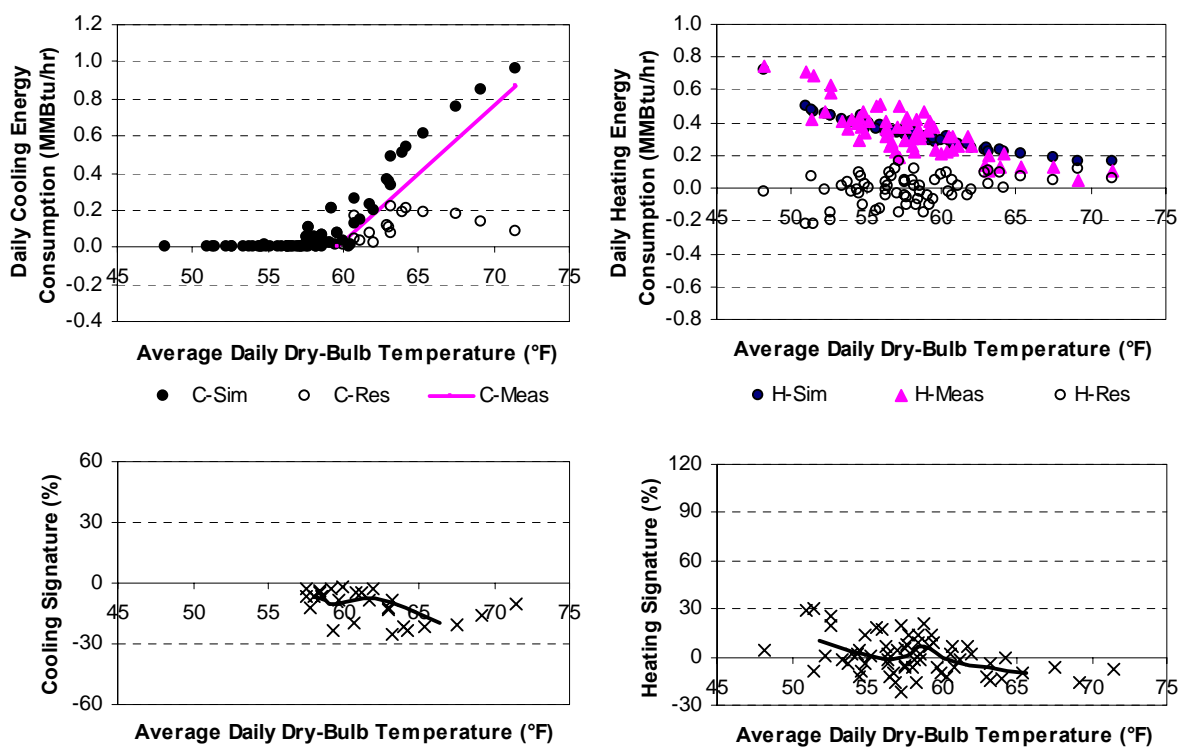 Daily Cooling Energy
Consumption (MMBtu/hr)
1.2
1.0
0.8
0.6
0.4
0.2
0.0
-0.2
-0.4
45 50 55 60 65 70 75
Average Daily Dry-Bulb Temperature (°F)
C-Sim C-Res C-Meas
Daily Heating Energy
Consumption (MMBtu/hr)
1.0
0.8
0.6
0.4
0.2
0.0
-0.2
-0.4
-0.6
-0.8
45 50 55 60 65 70 75
Average Daily Dry-Bulb Temperature (°F)
H-Sim H-Meas H-Res
Cooling Signature (%)
60
30
0
-30
-60
45 50 55 60 65 70 75
Average Daily Dry-Bulb Temperature (°F)
Heating Signature (%)
120
90
60
30
0
-30
45 50 55 60 65 70 75
Average Daily Dry-Bulb Temperature (°F)